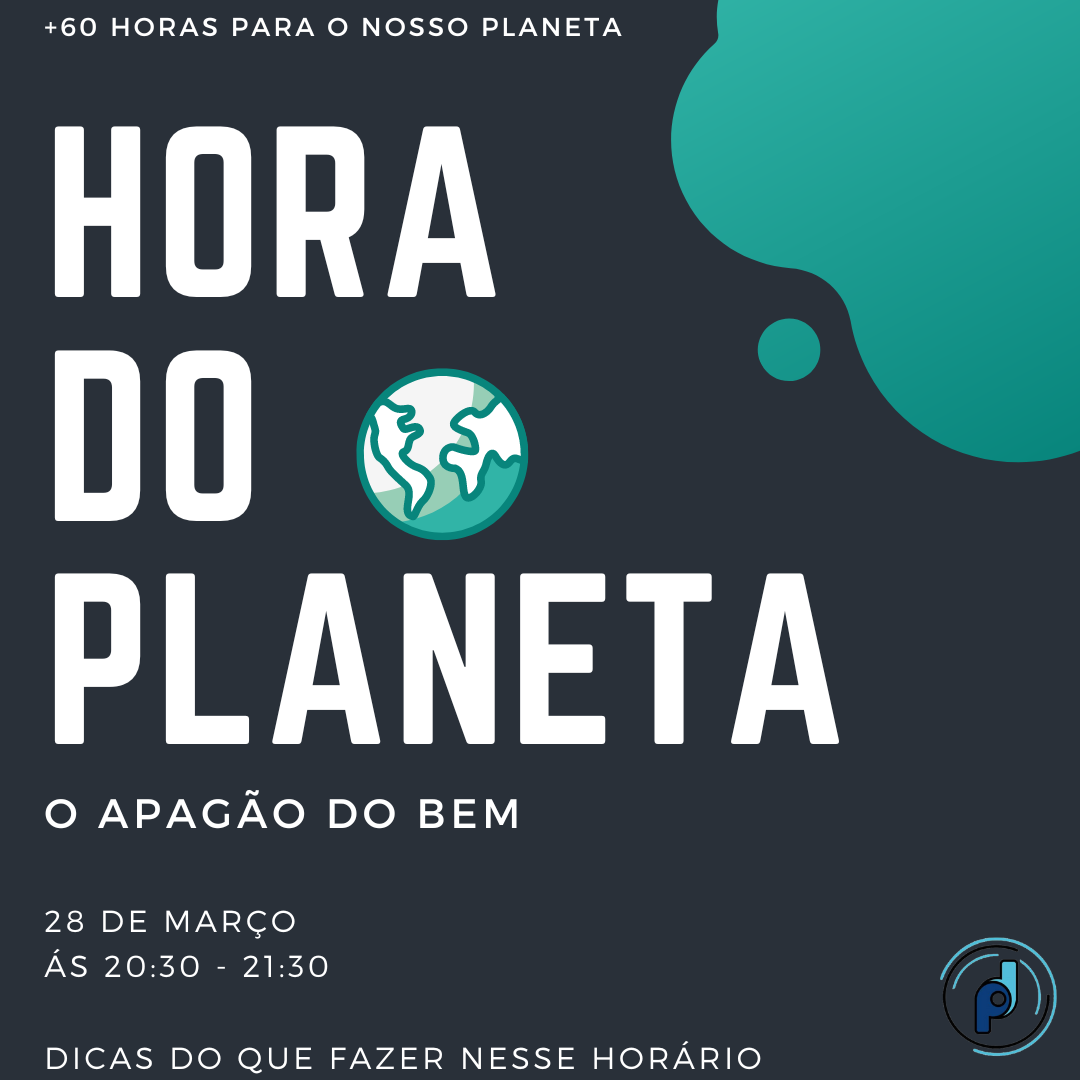 +60 HORAS PARA O NOSSO PLANETA
HORA
DO
PLANETA
O APAGÃO DO BEM
28 DE MARÇO
ÁS 20:30 - 21:30
DICAS DO QUE FAZER NESSE HORÁRIO